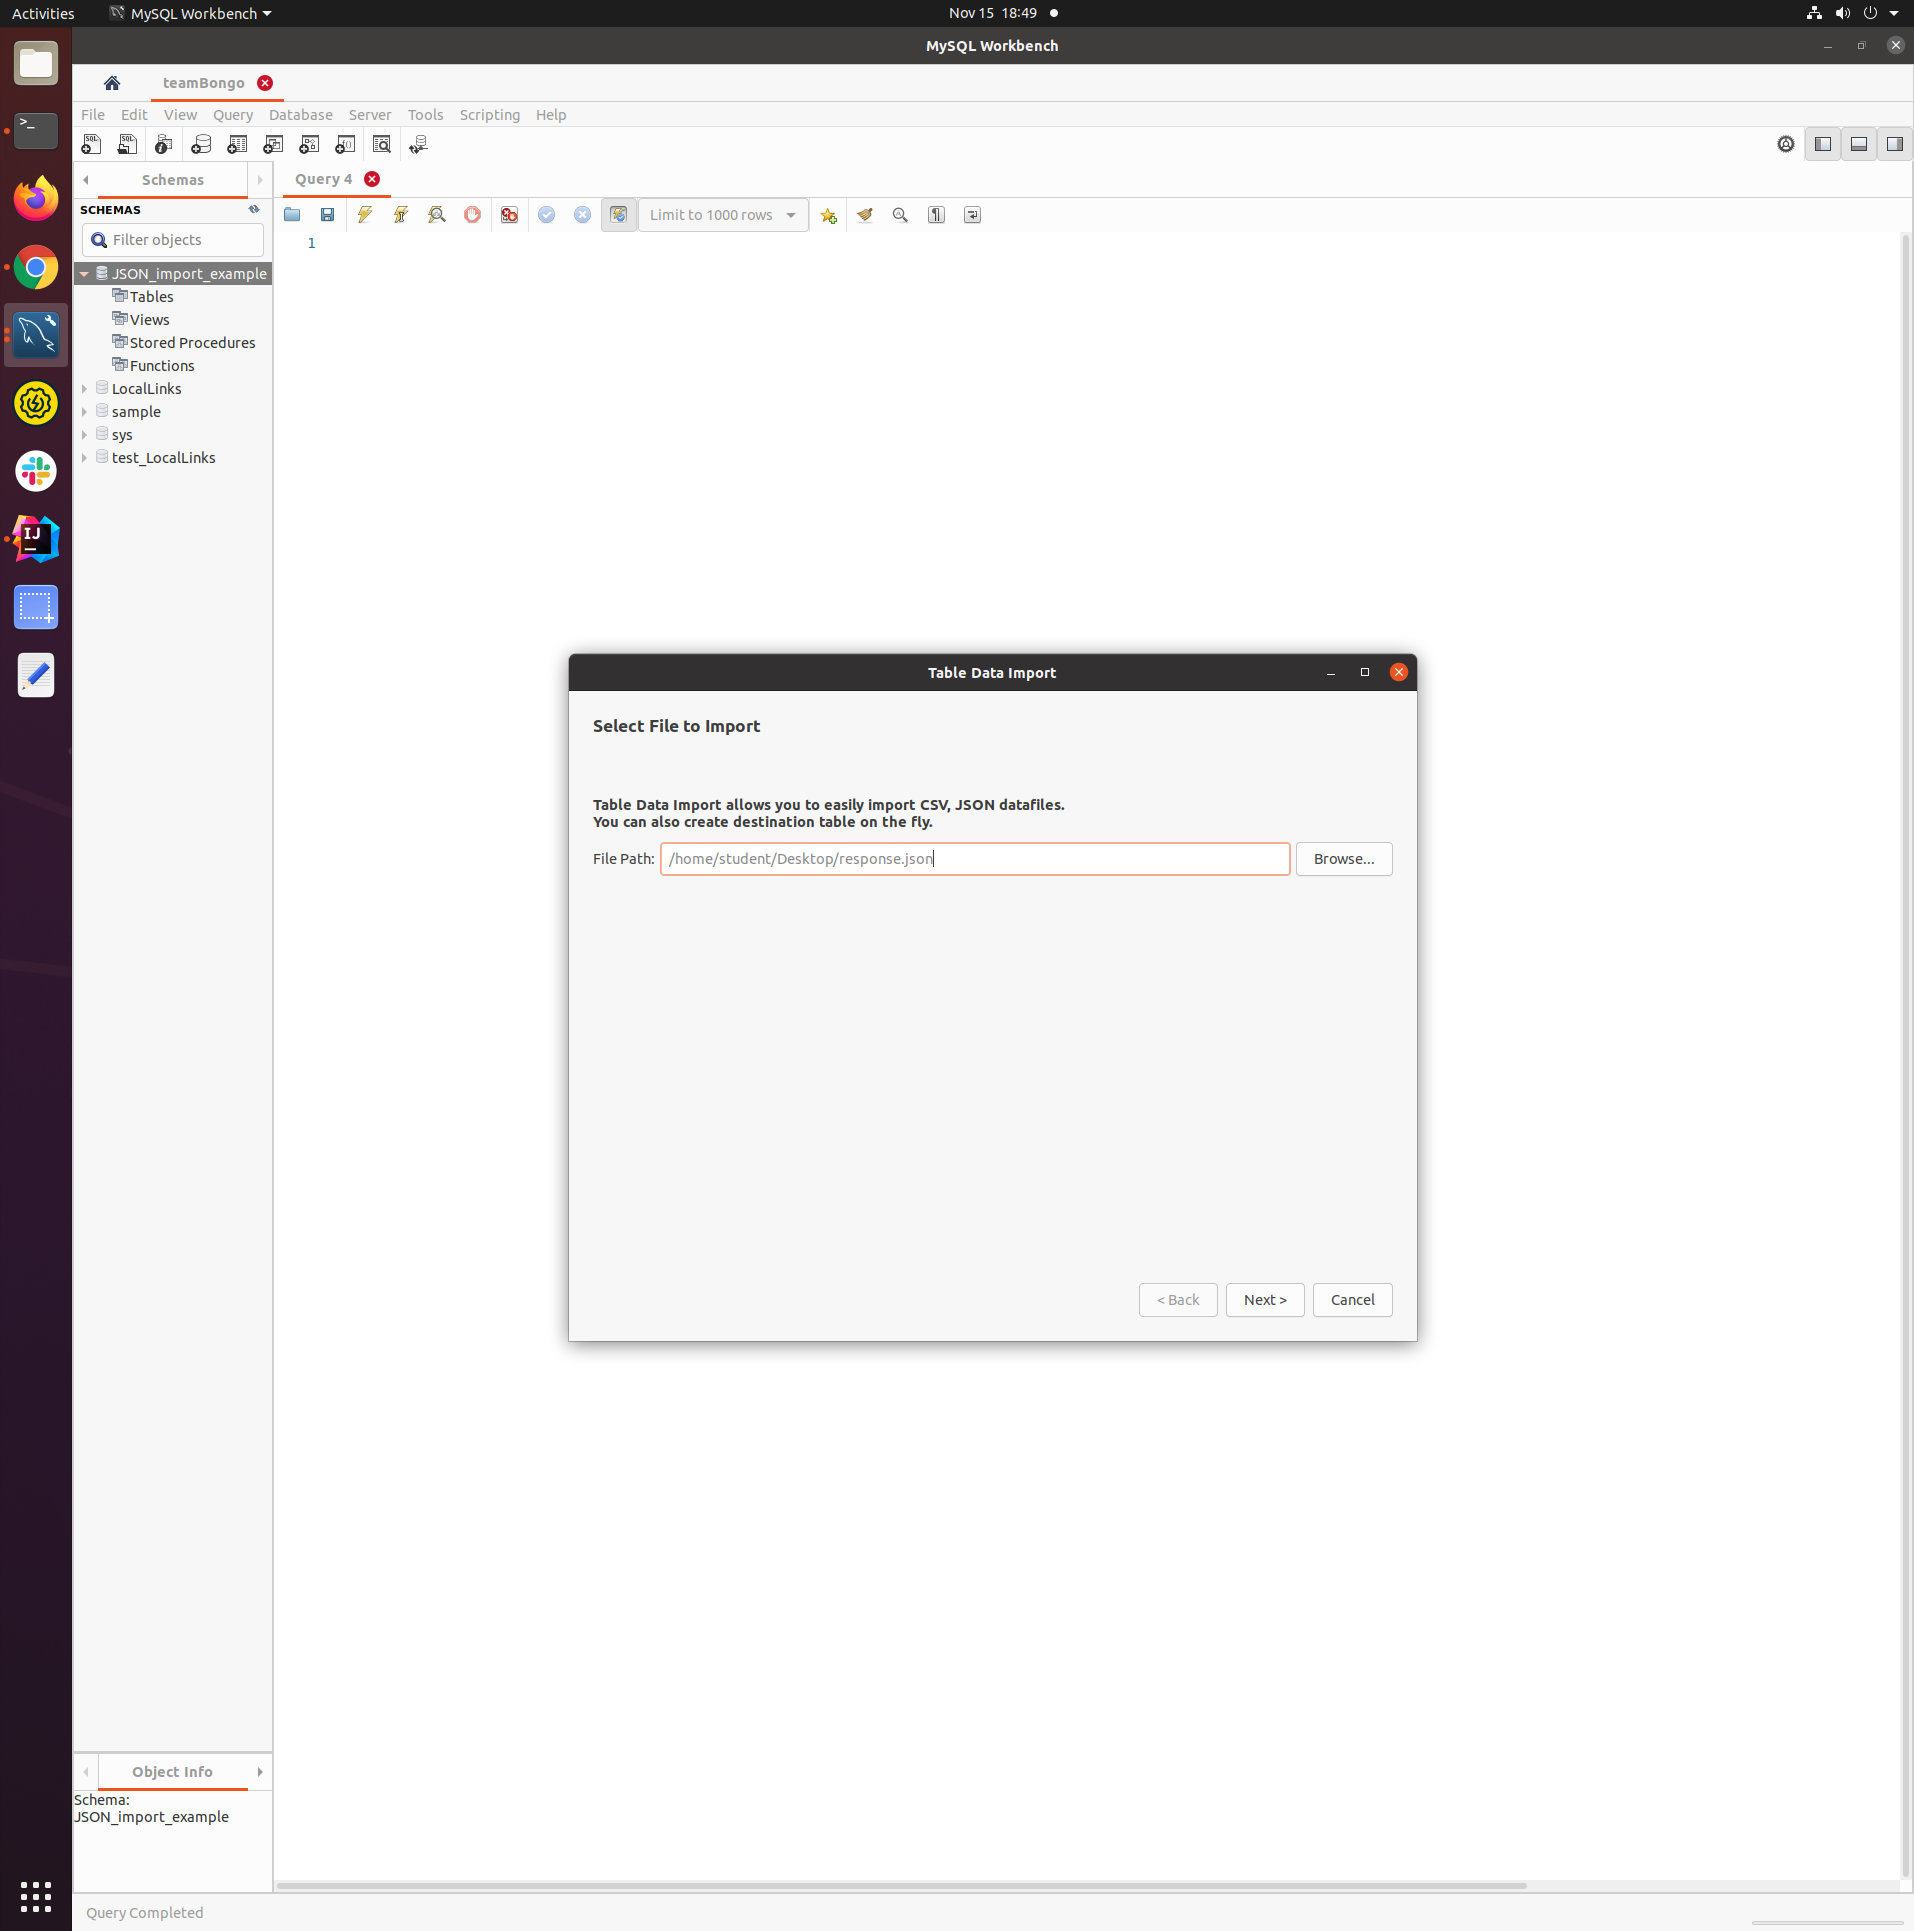 Activities
MySQL Workbench
Nov 15 18:49
MySQL Workbench
teamBongo
File Edit View Query Database Server Tools Scripting Help
Schemas
Query 4
SCHEMAS
Limit to 1000 rows
Filter objects
1
JSON_import_example
Tables
Views
Stored Procedures
Functions
LocalLinks
sample
sys
test_LocalLinks
Table Data Import
Select File to Import
Table Data Import allows you to easily import CSV, JSON datafiles.
You can also create destination table on the fly.
File Path: /home/student/Desktop/response.json Browse...
< Back Next > Cancel
Object Info
Schema:
JSON_import_example
Query Completed